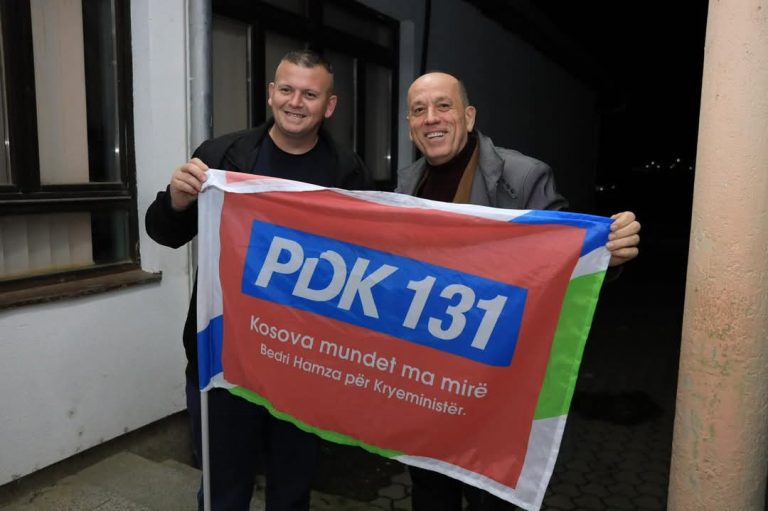 PDK 131
Kosova mundet ma mirë
Bedri Hamza për Kryeministër.